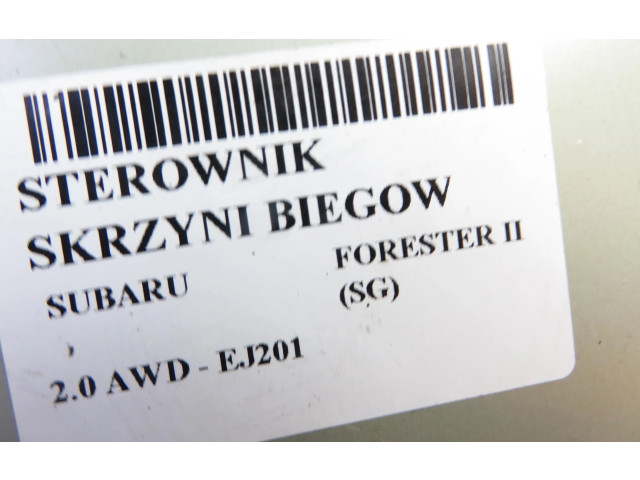 STEROWNIK
SKRZYNI BIEGOW
SUBARU FORESTER II
(SG)
2.0 AWD - EJ201